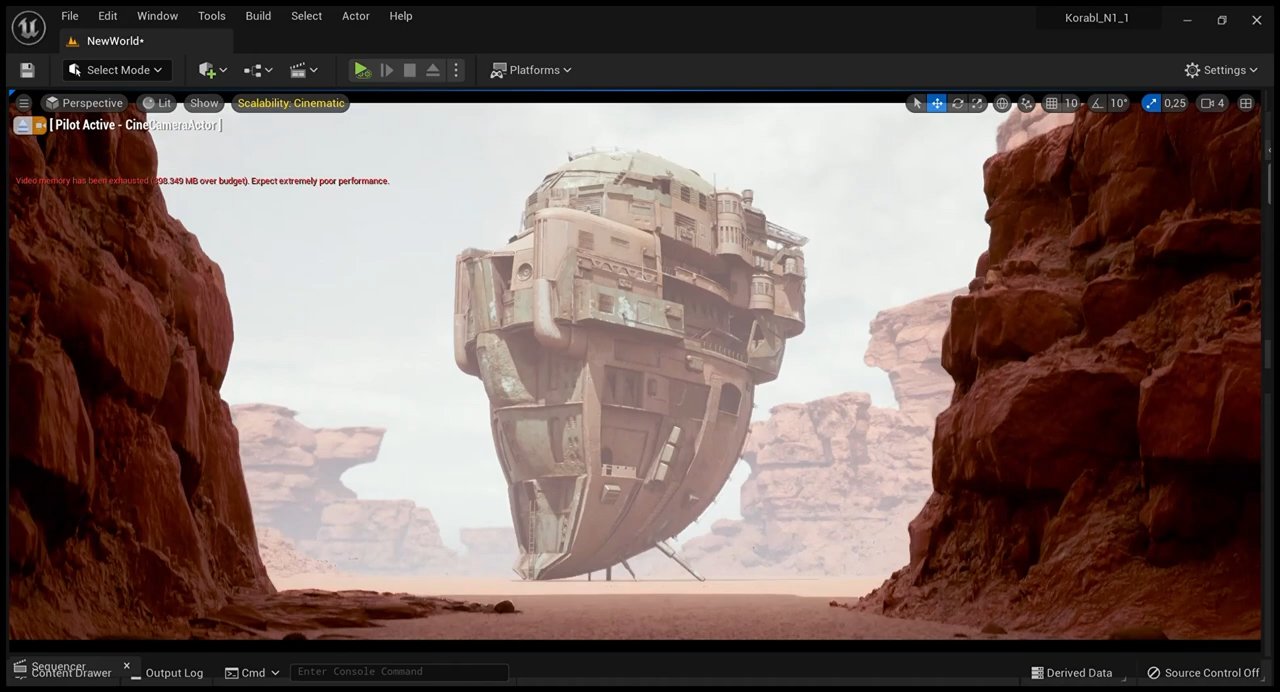 File Edit Window Tools Build Select Actor Help
Korabl_N1_1
NewWorld*
Select Mode
Platforms
Settings
Perspective Lit Show Scalability: Cinematic
10 10° 0,25 4
[ Pilot Active - CineCameraActor ]
Video memory has been exhausted (398.349 MB over budget). Expect extremely poor performance.
Sequencer
Content Drawer Output Log Cmd Enter Console Command Derived Data Source Control Off